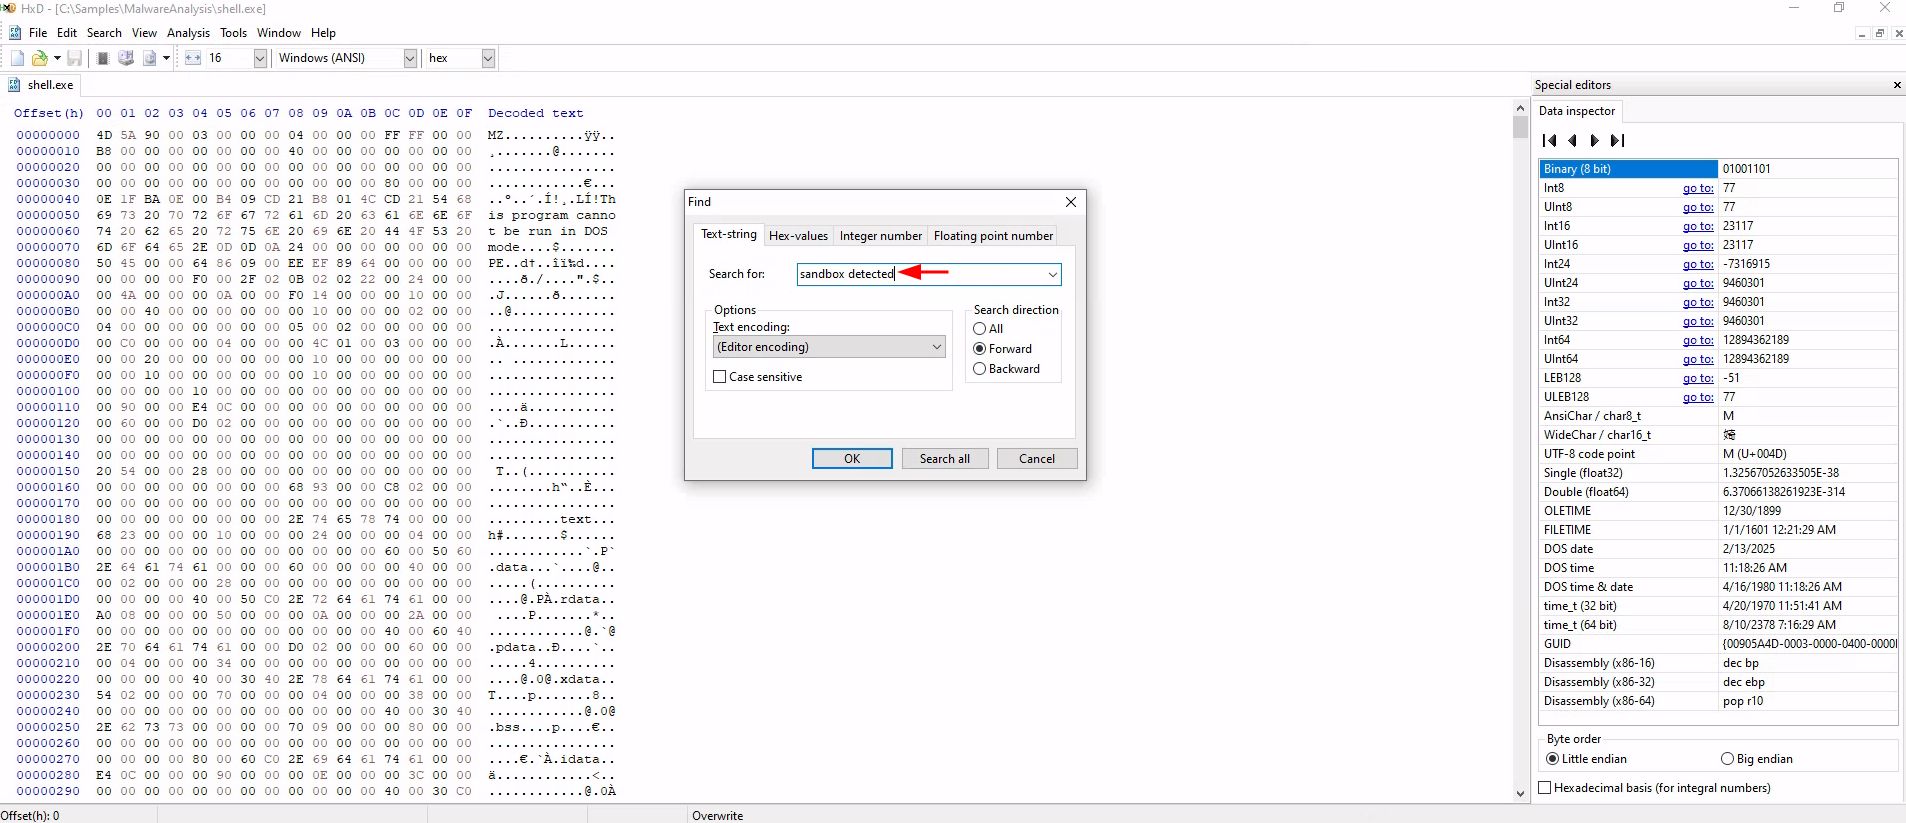 HxD - [C:\Samples\MalwareAnalysis\shell.exe]
File Edit Search View Analysis Tools Window Help
16 Windows (ANSI) hex
shell.exe
Offset(h) 00 01 02 03 04 05 06 07 08 09 0A 0B 0C 0D 0E 0F Decoded text
00000000 4D 5A 90 00 03 00 00 00 04 00 00 00 FF FF 00 00 MZ..........ÿÿ..
00000010 B8 00 00 00 00 00 00 00 40 00 00 00 00 00 00 00 ¸.......@.......
00000020 00 00 00 00 00 00 00 00 00 00 00 00 00 00 00 00 ................
00000030 00 00 00 00 00 00 00 00 00 00 00 00 80 00 00 00 ............€...
00000040 0E 1F BA 0E 00 B4 09 CD 21 B8 01 4C CD 21 54 68 ..º..´.Í!¸.LÍ!Th
00000050 69 73 20 70 72 6F 67 72 61 6D 20 63 61 6E 6E 6F is program canno
00000060 74 20 62 65 20 72 75 6E 20 69 6E 20 44 4F 53 20 t be run in DOS
00000070 6D 6F 64 65 2E 0D 0D 0A 24 00 00 00 00 00 00 00 mode....$.......
00000080 50 45 00 00 64 86 09 00 EE EF 89 64 00 00 00 00 PE..d†..îï‰d....
00000090 00 00 00 00 F0 00 2F 02 0B 02 02 22 00 24 00 00 ....ð./....".$..
000000A0 00 4A 00 00 00 0A 00 00 F0 14 00 00 00 10 00 00 .J......ð.......
000000B0 00 00 40 00 00 00 00 00 00 10 00 00 00 02 00 00 ..@.............
000000C0 04 00 00 00 00 00 00 00 05 00 02 00 00 00 00 00 ................
000000D0 00 C0 00 00 00 04 00 00 4C 01 00 03 00 00 00 .À......L.......
000000E0 00 00 20 00 00 00 00 00 00 10 00 00 00 00 00 00 .. .............
000000F0 00 00 10 00 00 00 00 00 00 10 00 00 00 00 00 00 ................
00000100 00 00 00 00 10 00 00 00 00 00 00 00 00 00 00 00 ................
00000110 00 90 00 00 E4 0C 00 00 00 00 00 00 00 00 00 00 ....ä...........
00000120 00 60 00 00 D0 02 00 00 00 00 00 00 00 00 00 00 .`..Ð...........
00000130 00 00 00 00 00 00 00 00 00 00 00 00 00 00 00 00 ................
00000140 00 00 00 00 00 00 00 00 00 00 00 00 00 00 00 00 ................
00000150 20 54 00 00 28 00 00 00 00 00 00 00 00 00 00 00 T..(...........
00000160 00 00 00 00 00 00 00 00 68 93 00 00 C8 02 00 00 ........h“..È...
00000170 00 00 00 00 00 00 00 00 00 00 00 00 00 00 00 00 ................
00000180 00 00 00 00 00 00 00 00 2E 74 65 78 74 00 00 00 .........text...
00000190 68 23 00 00 00 10 00 00 00 24 00 00 00 04 00 00 h#.......$......
000001A0 00 00 00 00 00 00 00 00 00 00 00 00 60 00 50 60 ............`.P`
000001B0 2E 64 61 74 61 00 00 00 60 00 00 00 00 40 00 00 .data...`....@..
000001C0 00 02 00 00 00 28 00 00 00 00 00 00 00 00 00 00 .....(..........
000001D0 00 00 00 00 40 00 50 C0 2E 72 64 61 74 61 00 00 ....@.PÀ.rdata..
000001E0 A0 08 00 00 00 50 00 00 00 0A 00 00 00 2A 00 00 ....P.......*..
000001F0 00 00 00 00 00 00 00 00 00 00 00 00 40 00 60 40 ............@.`@
00000200 2E 70 64 61 74 61 00 00 D0 02 00 00 00 60 00 00 .pdata..Ð....`..
00000210 00 04 00 00 00 34 00 00 00 00 00 00 00 00 00 00 .....4..........
00000220 00 00 00 00 40 00 30 40 2E 78 64 61 74 61 00 00 ....@.0@.xdata..
00000230 54 02 00 00 00 70 00 00 00 04 00 00 00 38 00 00 T....p.......8..
00000240 00 00 00 00 00 00 00 00 00 00 00 00 40 00 30 40 ............@.0@
00000250 2E 62 73 73 00 00 00 00 70 09 00 00 00 80 00 00 .bss....p....€..
00000260 00 00 00 00 00 00 00 00 00 00 00 00 00 00 00 00 ................
00000270 00 00 00 00 80 00 60 C0 2E 69 64 61 74 61 00 00 ....€.`À.idata..
00000280 E4 0C 00 00 00 90 00 00 00 0E 00 00 00 3C 00 00 ä............<..
00000290 00 00 00 00 00 00 00 00 00 00 00 00 40 00 30 C0 ............@.0À
Find
Text-string Hex-values Integer number Floating point number
Search for: sandbox detected
Options
Text encoding:
(Editor encoding)
Case sensitive
Search direction
All
Forward
Backward
OK Search all Cancel
Special editors
Data inspector
Binary (8 bit) 01001101
Int8 go to: 77
UInt8 go to: 77
Int16 go to: 23117
UInt16 go to: 23117
Int24 go to: -7316915
UInt24 go to: 9460301
Int32 go to: 9460301
UInt32 go to: 9460301
Int64 go to: 12894362189
UInt64 go to: 12894362189
LEB128 go to: -51
ULEB128 go to: 77
AnsiChar / char8_t M
WideChar / char16_t 婍
UTF-8 code point M (U+004D)
Single (float32) 1.32567052633505E-38
Double (float64) 6.37066138261923E-314
OLETIME 12/30/1899
FILETIME 1/1/1601 12:21:29 AM
DOS date 2/13/2025
DOS time 11:18:26 AM
DOS time & date 4/16/1980 11:18:26 AM
time_t (32 bit) 4/20/1970 11:51:41 AM
time_t (64 bit) 8/10/2378 7:16:29 AM
GUID {00905A4D-0003-0000-0400-0000
Disassembly (x86-16) dec bp
Disassembly (x86-32) dec ebp
Disassembly (x86-64) pop r10
Byte order
Little endian Big endian
Hexadecimal basis (for integral numbers)
Offset(h): 0 Overwrite